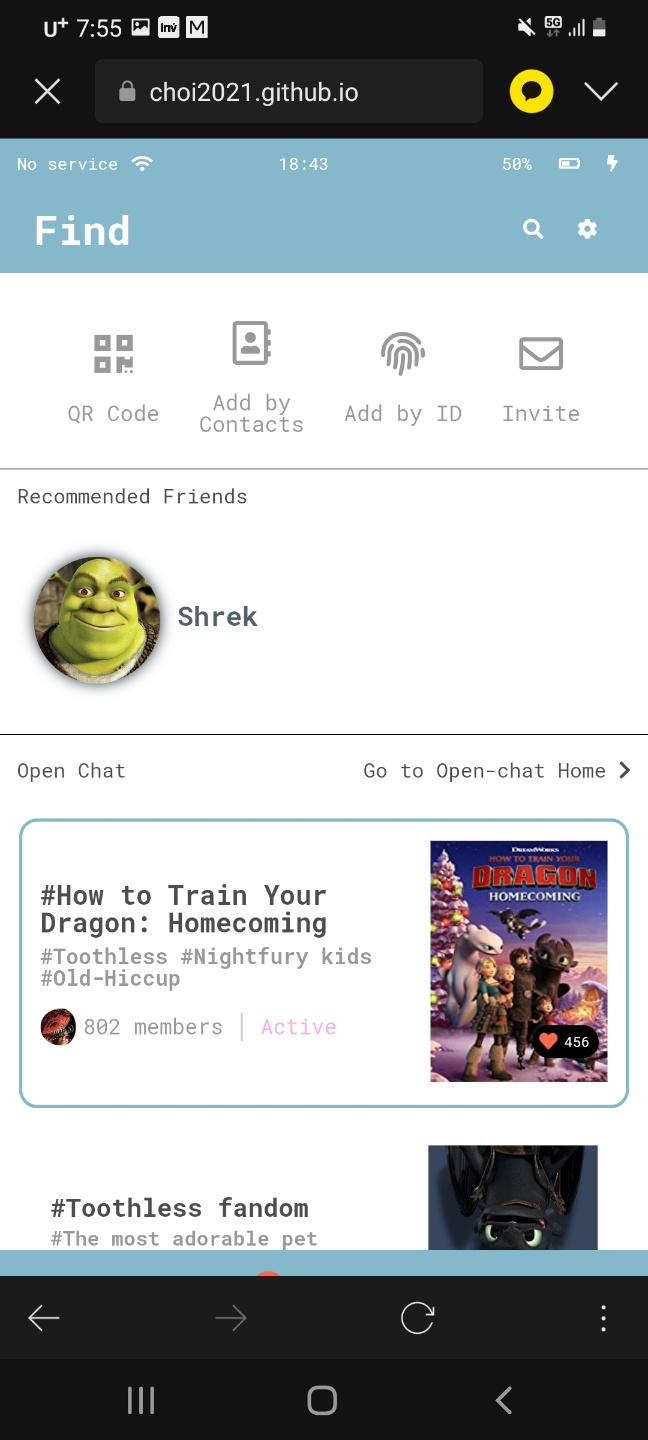 U+ 7:55 inv M 5G
choi2021.github.io
No service 18:43 50%
Find
QR Code
Add by
Contacts
Add by ID
Invite
Recommended Friends
Shrek
Open Chat Go to Open-chat Home
#How to Train Your
Dragon: Homecoming
#Toothless #Nightfury kids
#Old-Hiccup
802 members Active
DREAMWORKS
HOW TO TRAIN YOUR
DRAGON
HOMECOMING
456
#Toothless fandom
#The most adorable pet